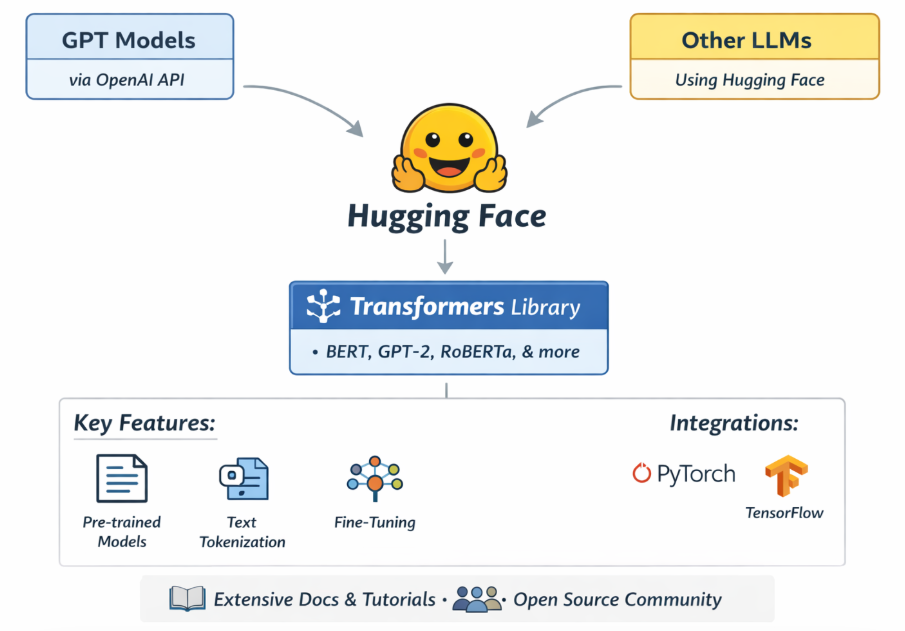 GPT Models
via OpenAI API
Other LLMs
Using Hugging Face
Hugging Face
Transformers Library
• BERT, GPT-2, RoBERTa, & more
Key Features:
Pre-trained
Models
Text
Tokenization
Fine-Tuning
Integrations:
PyTorch
TensorFlow
Extensive Docs & Tutorials • Open Source Community